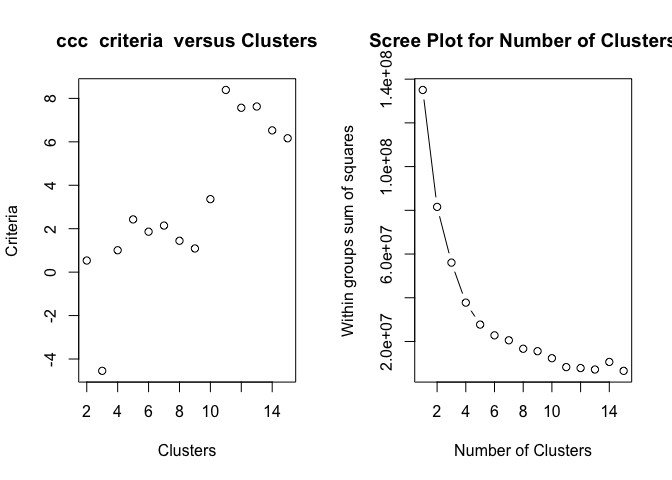 ccc criteria versus Clusters
Criteria
-4
-2
0
2
4
6
8
2
4
6
8
10
14
Clusters
Scree Plot for Number of Clusters
Within groups sum of squares
2.0e+07
6.0e+07
1.0e+08
1.4e+08
2
4
6
8
10
14
Number of Clusters